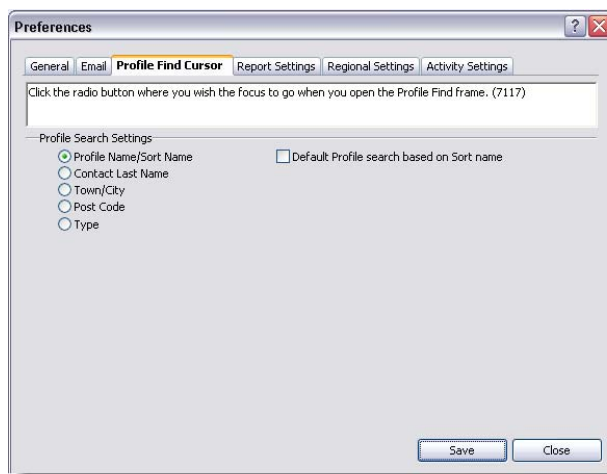 Preferences
General Email Profile Find Cursor Report Settings Regional Settings Activity Settings
Click the radio button where you wish the focus to go when you open the Profile Find frame. (7117)
Profile Search Settings
Profile Name/Sort Name Default Profile search based on Sort name
Contact Last Name
Town/City
Post Code
Type
Save Close